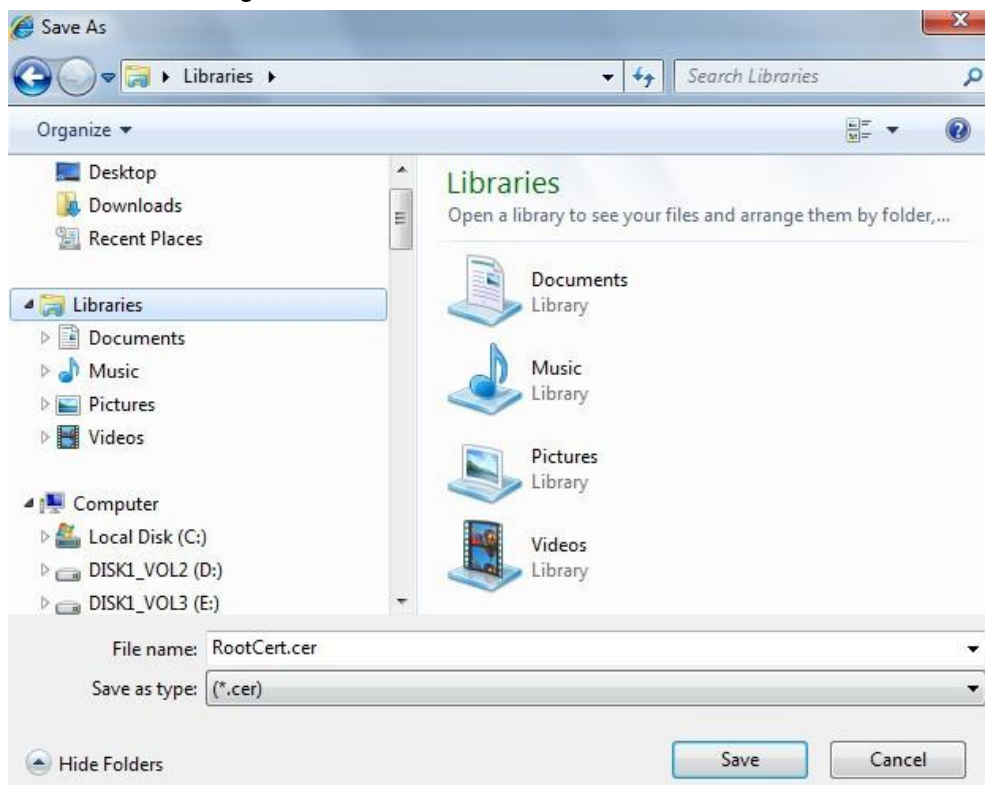 Save As
Libraries
Search Libraries
Organize
Desktop
Downloads
Recent Places
Libraries
Documents
Music
Pictures
Videos
Computer
Local Disk (C:)
DISK1_VOL2 (D:)
DISK1_VOL3 (E:)
Libraries
Open a library to see your files and arrange them by folder,...
Documents
Library
Music
Library
Pictures
Library
Videos
Library
File name: RootCert.cer
Save as type: (*.cer)
Hide Folders
Save
Cancel